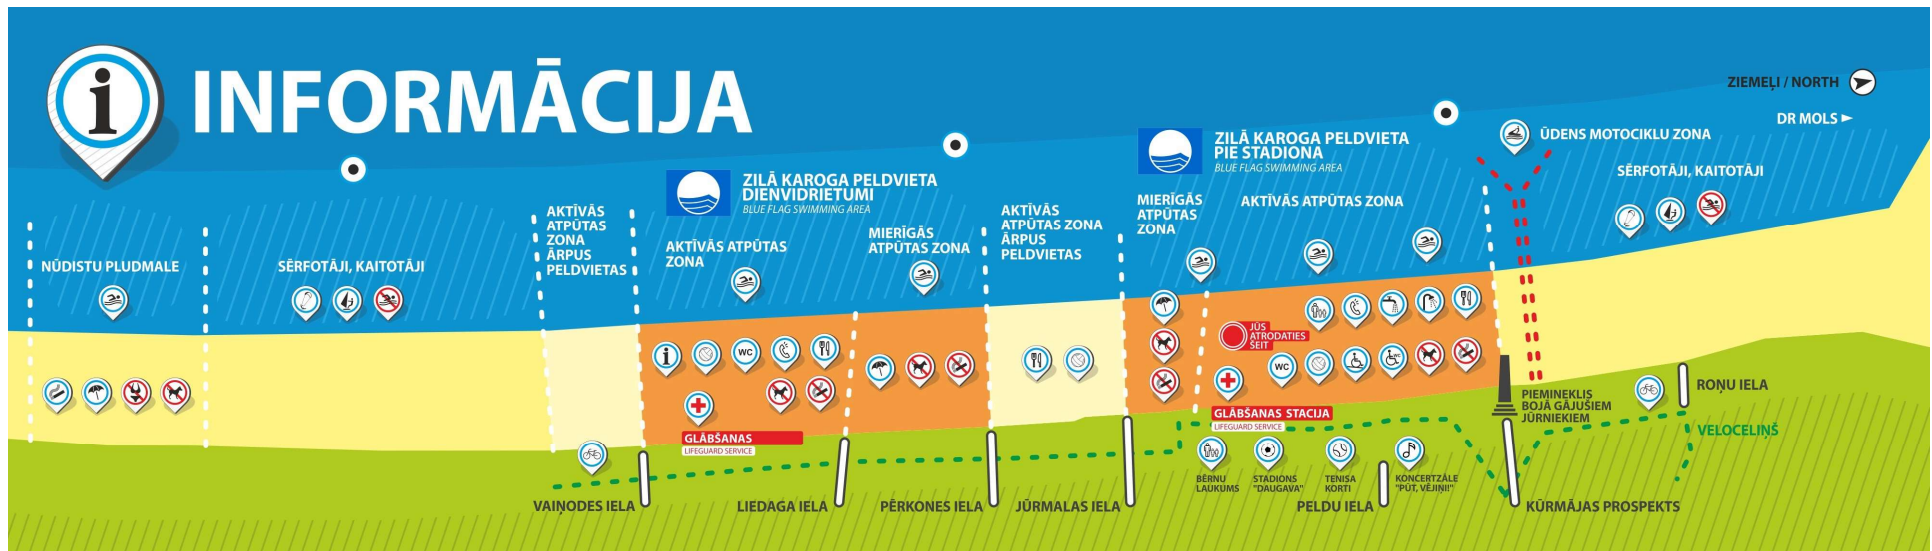 i
INFORMĀCIJA
ZIEMEĻI / NORTH
DR MOLS
ŪDENS MOTOCIKLU ZONA
SĒRFOTĀJI, KAITOTĀJI
ZILĀ KAROGA PELDVIETA
PIE STADIONA
BLUE FLAG SWIMMING AREA
MIERĪGĀS
ATPŪTAS
ZONA
AKTĪVĀS ATPŪTAS ZONA
ZILĀ KAROGA PELDVIETA
DIENVIDRIETUMI
BLUE FLAG SWIMMING AREA
AKTĪVĀS
ATPŪTAS
ZONA
ĀRPUS
PELDVIETAS
AKTĪVĀS ATPŪTAS
ZONA
MIERĪGĀS
ATPŪTAS ZONA
AKTĪVĀS
ATPŪTAS ZONA
ĀRPUS
PELDVIETAS
NŪDISTU PLUDMALE
SĒRFOTĀJI, KAITOTĀJI
i
WC
JŪS
ATRODATIES
ŠEIT
WC
WC
GLĀBŠANAS
LIFEGUARD SERVICE
GLĀBŠANAS STACIJA
LIFEGUARD SERVICE
PIEMINEKLIS
BOJĀ GĀJUŠIEM
JŪRNIEKIEM
ROŅU IELA
VELOCELIŅŠ
BĒRNU
LAUKUMS
STADIONS
"DAUGAVA"
TENISA
KORTI
KONCERTZĀLE
"PŪT, VĒJIŅI!"
VAIŅODES IELA
LIEDAGA IELA
PĒRKONES IELA
JŪRMALAS IELA
PELDU IELA
KŪRMĀJAS PROSPEKTS